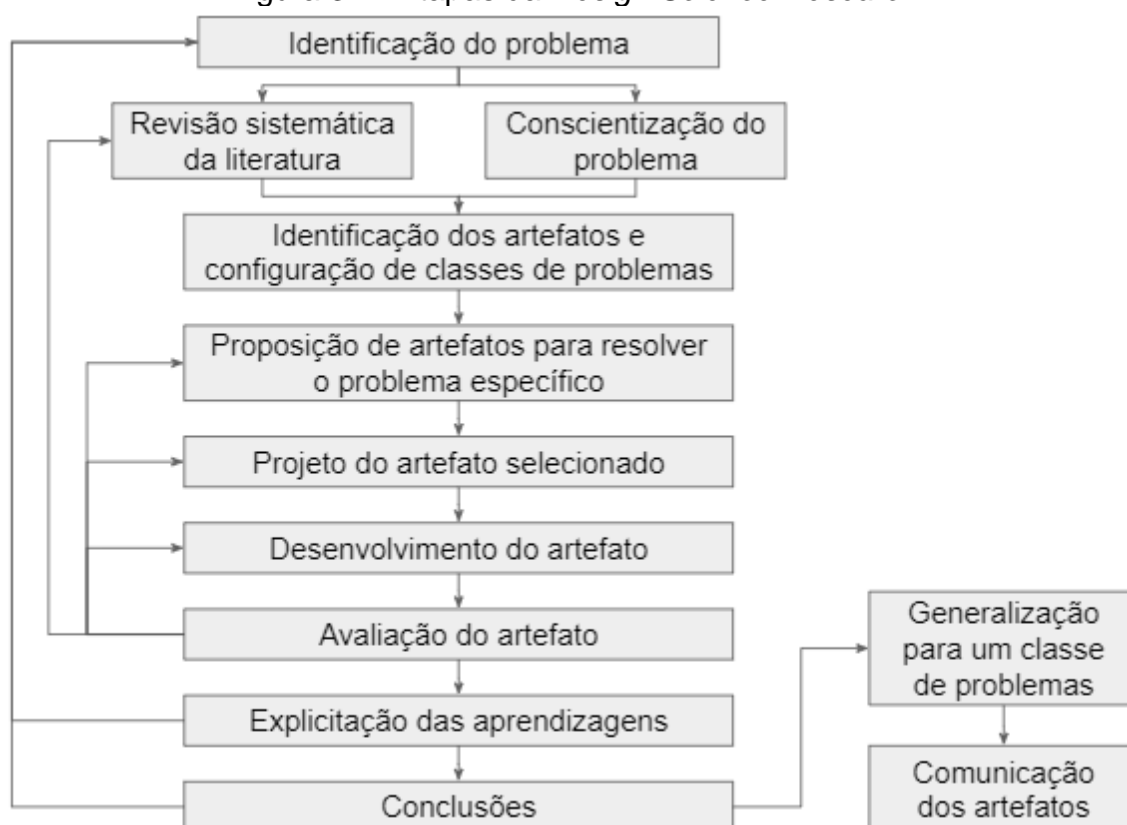 Identificação do problema
Revisão sistemática
da literatura
Conscientização do
problema
Identificação dos artefatos e
configuração de classes de problemas
Proposição de artefatos para resolver
o problema específico
Projeto do artefato selecionado
Desenvolvimento do artefato
Avaliação do artefato
Explicitação das aprendizagens
Conclusões
Generalização
para um classe
de problemas
Comunicação
dos artefatos